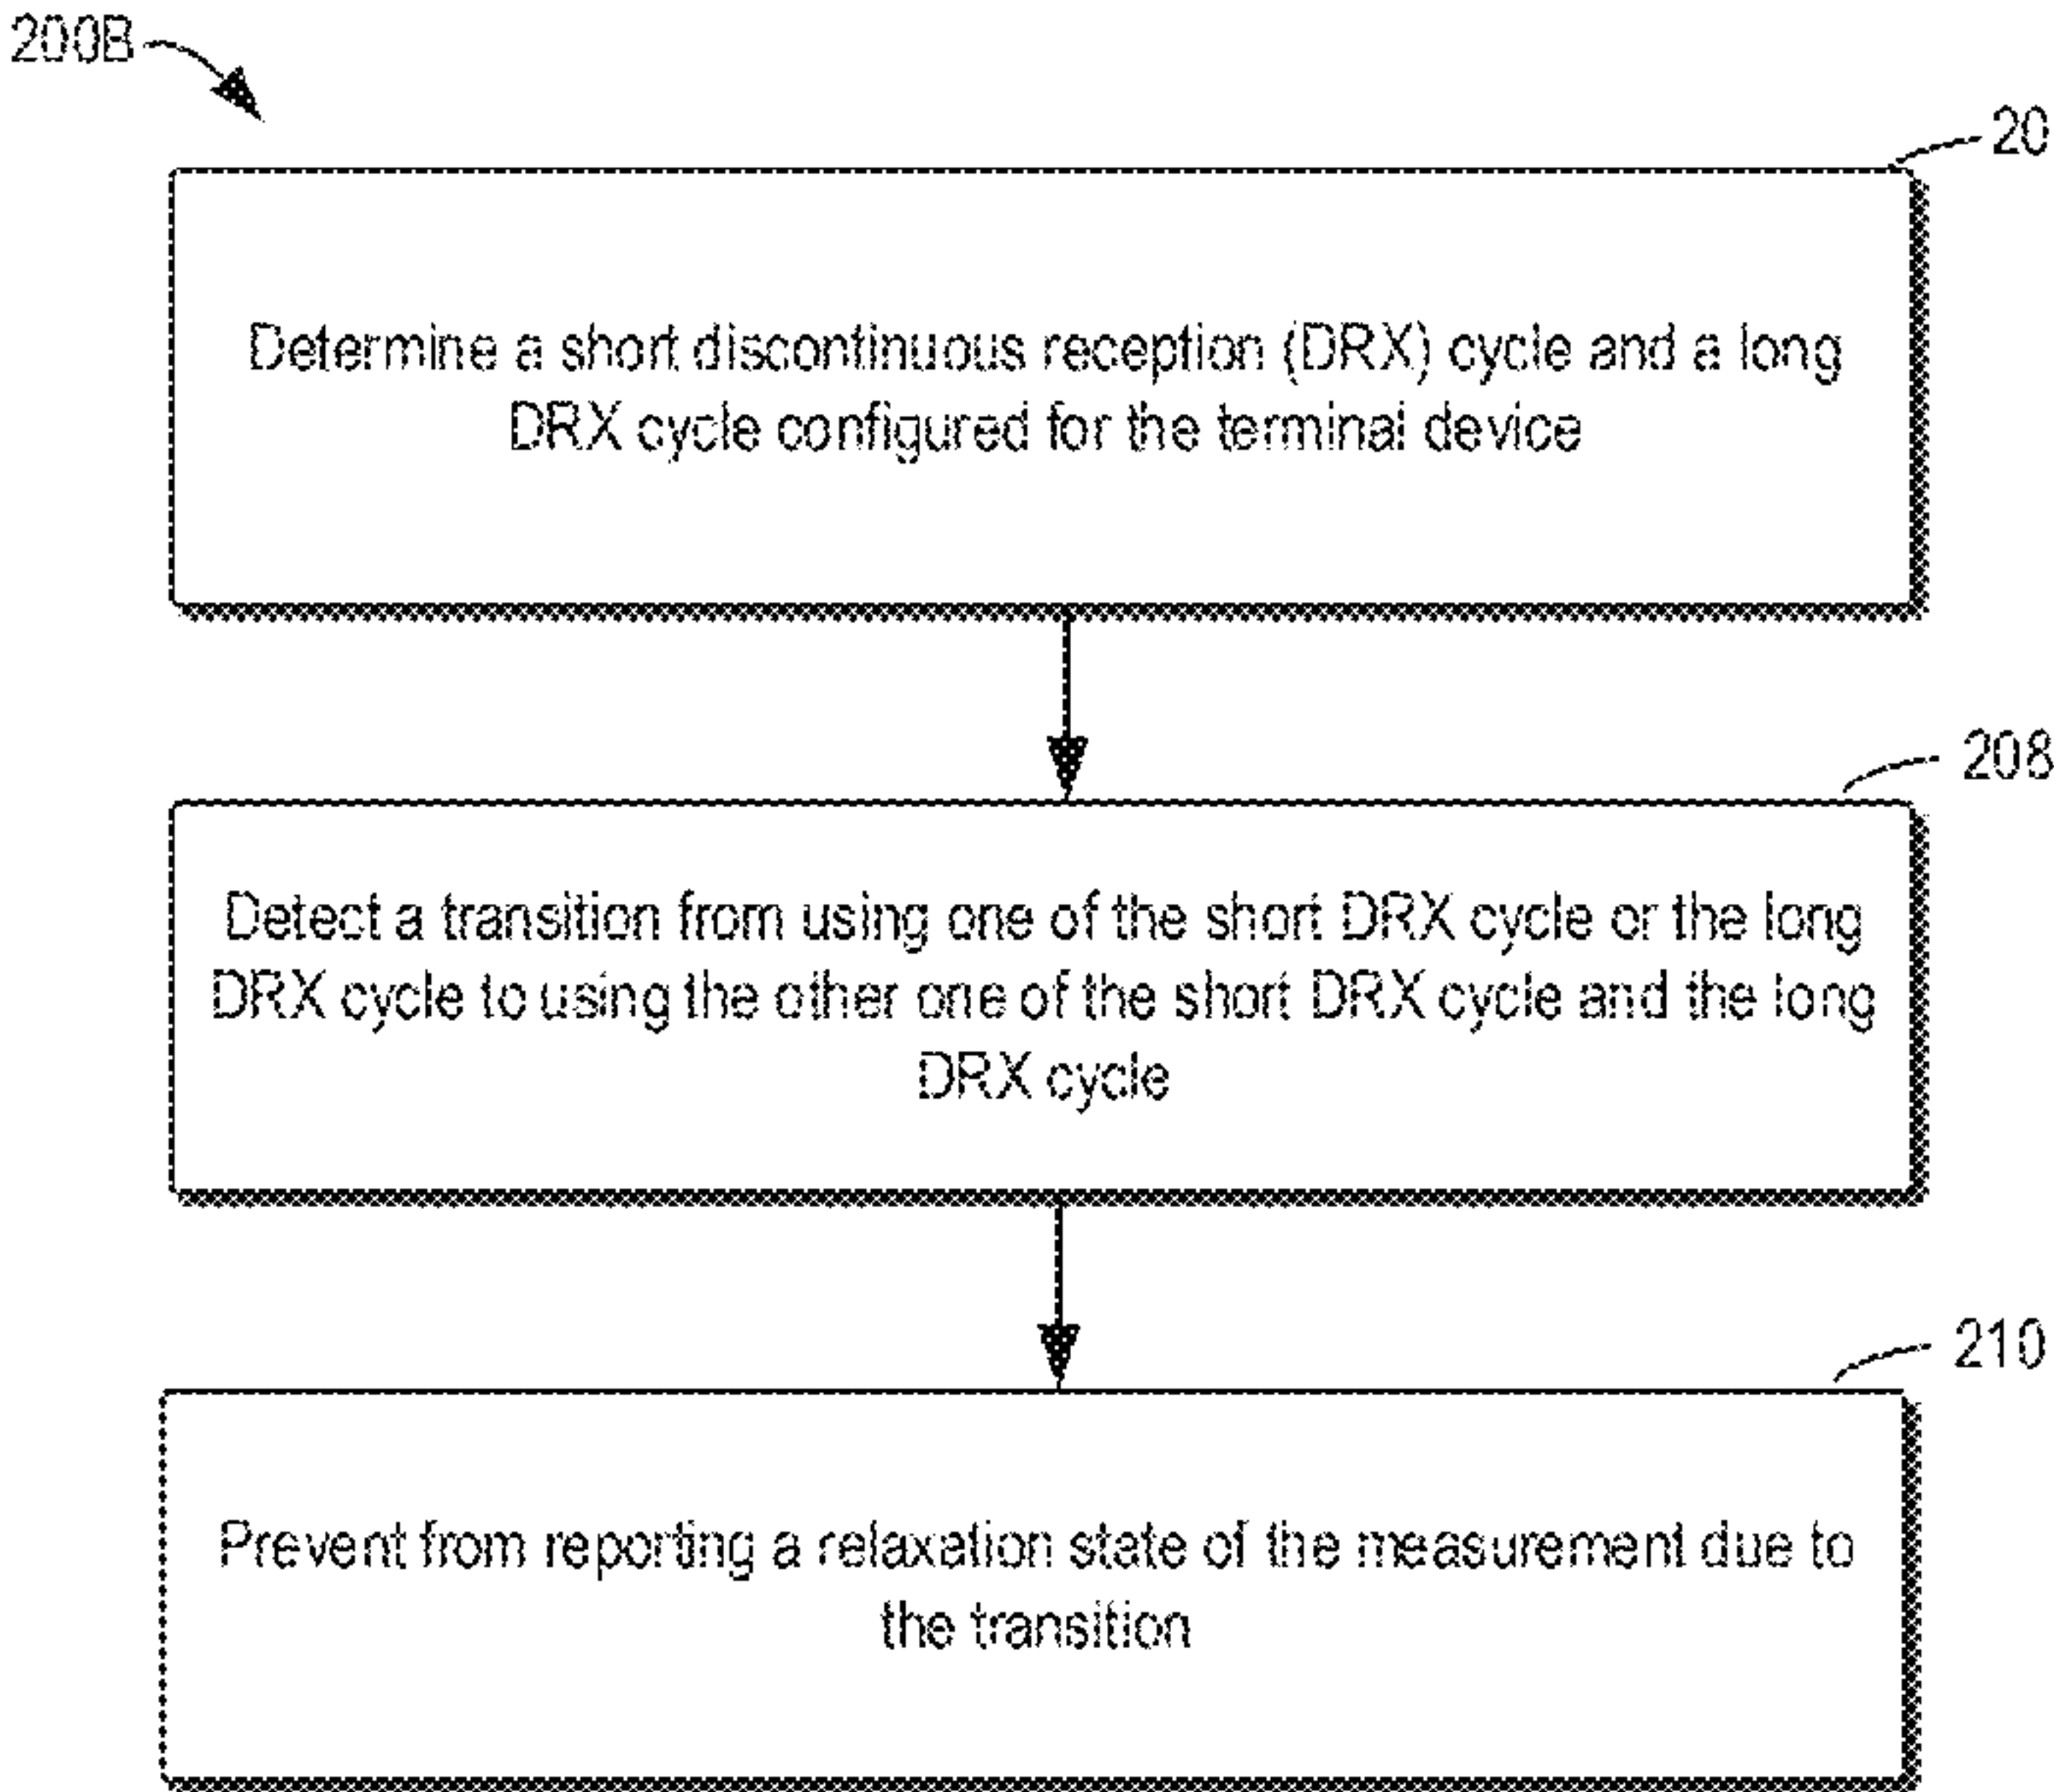 200B
20
Determine a short discontinuous reception (DRX) cycle and a long
DRX cycle configured for the terminal device
208
Detect a transition from using one of the short DRX cycle or the long
DRX cycle to using the other one of the short DRX cycle and the long
DRX cycle
210
Prevent from reporting a relaxation state of the measurement due to
the transition